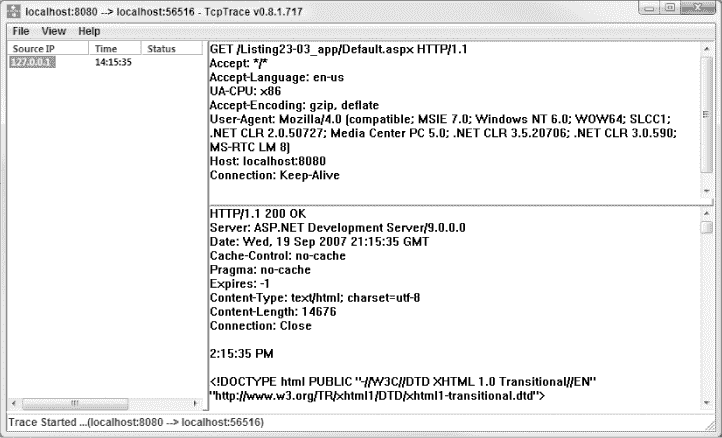 localhost:8080 --> localhost:56516 - TcpTrace v0.8.1.717
File View Help
Source IP Time Status
127.0.0.1 14:15:35
GET /Listing23-03_app/Default.aspx HTTP/1.1
Accept: */*
Accept-Language: en-us
UA-CPU: x86
Accept-Encoding: gzip, deflate
User-Agent: Mozilla/4.0 (compatible; MSIE 7.0; Windows NT 6.0; WOW64; SLCC1;
.NET CLR 2.0.50727; Media Center PC 5.0; .NET CLR 3.5.20706; .NET CLR 3.0.590;
MS-RTC LM 8)
Host: localhost:8080
Connection: Keep-Alive
HTTP/1.1 200 OK
Server: ASP.NET Development Server/9.0.0.0
Date: Wed, 19 Sep 2007 21:15:35 GMT
Cache-Control: no-cache
Pragma: no-cache
Expires: -1
Content-Type: text/html; charset=utf-8
Content-Length: 14676
Connection: Close
2:15:35 PM
<!DOCTYPE html PUBLIC "-//W3C//DTD XHTML 1.0 Transitional//EN"
"http://www.w3.org/TR/xhtml1/DTD/xhtml1-transitional.dtd">
Trace Started ...(localhost:8080 --> localhost:56516)